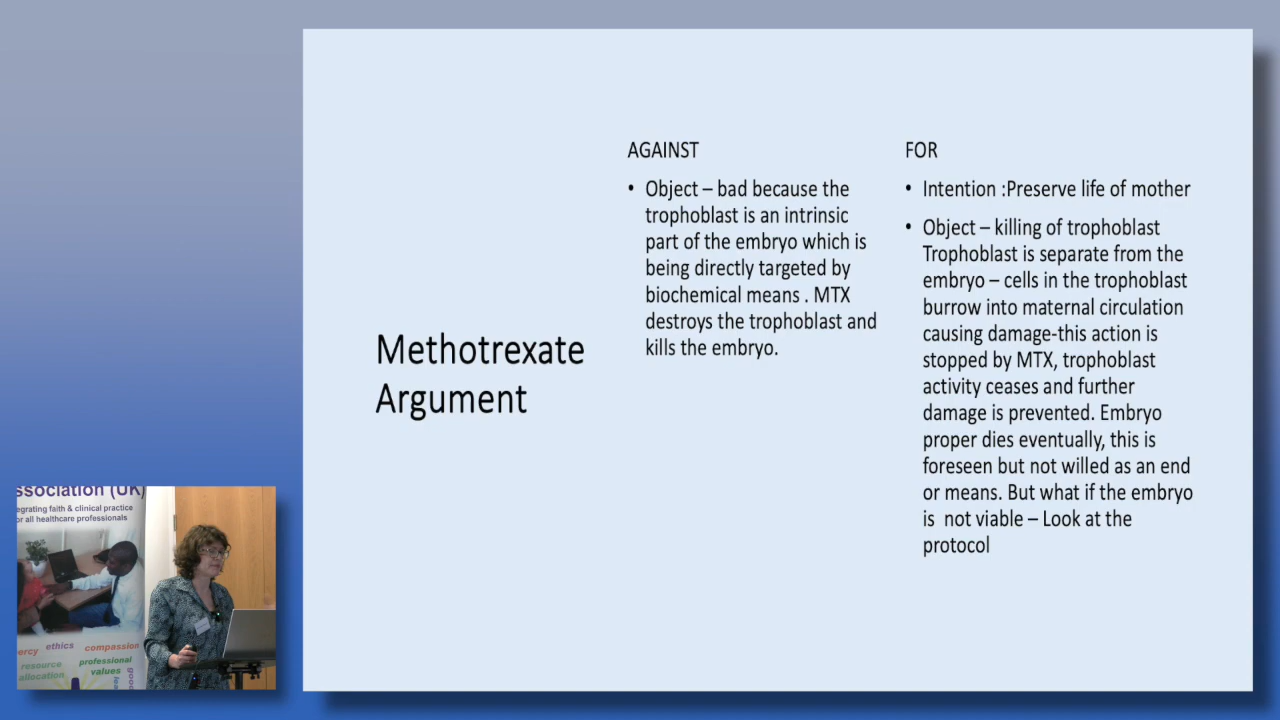 Methotrexate
Argument
AGAINST
• Object – bad because the
trophoblast is an intrinsic
part of the embryo which is
being directly targeted by
biochemical means . MTX
destroys the trophoblast and
kills the embryo.
FOR
• Intention :Preserve life of mother
• Object – killing of trophoblast
Trophoblast is separate from the
embryo – cells in the trophoblast
burrow into maternal circulation
causing damage-this action is
stopped by MTX, trophoblast
activity ceases and further
damage is prevented. Embryo
proper dies eventually, this is
foreseen but not willed as an end
or means. But what if the embryo
is not viable – Look at the
protocol
ssociation (UK)
egrating faith & clinical practice
or all healthcare professionals
ercy ethics compassion
resource professional
allocation values